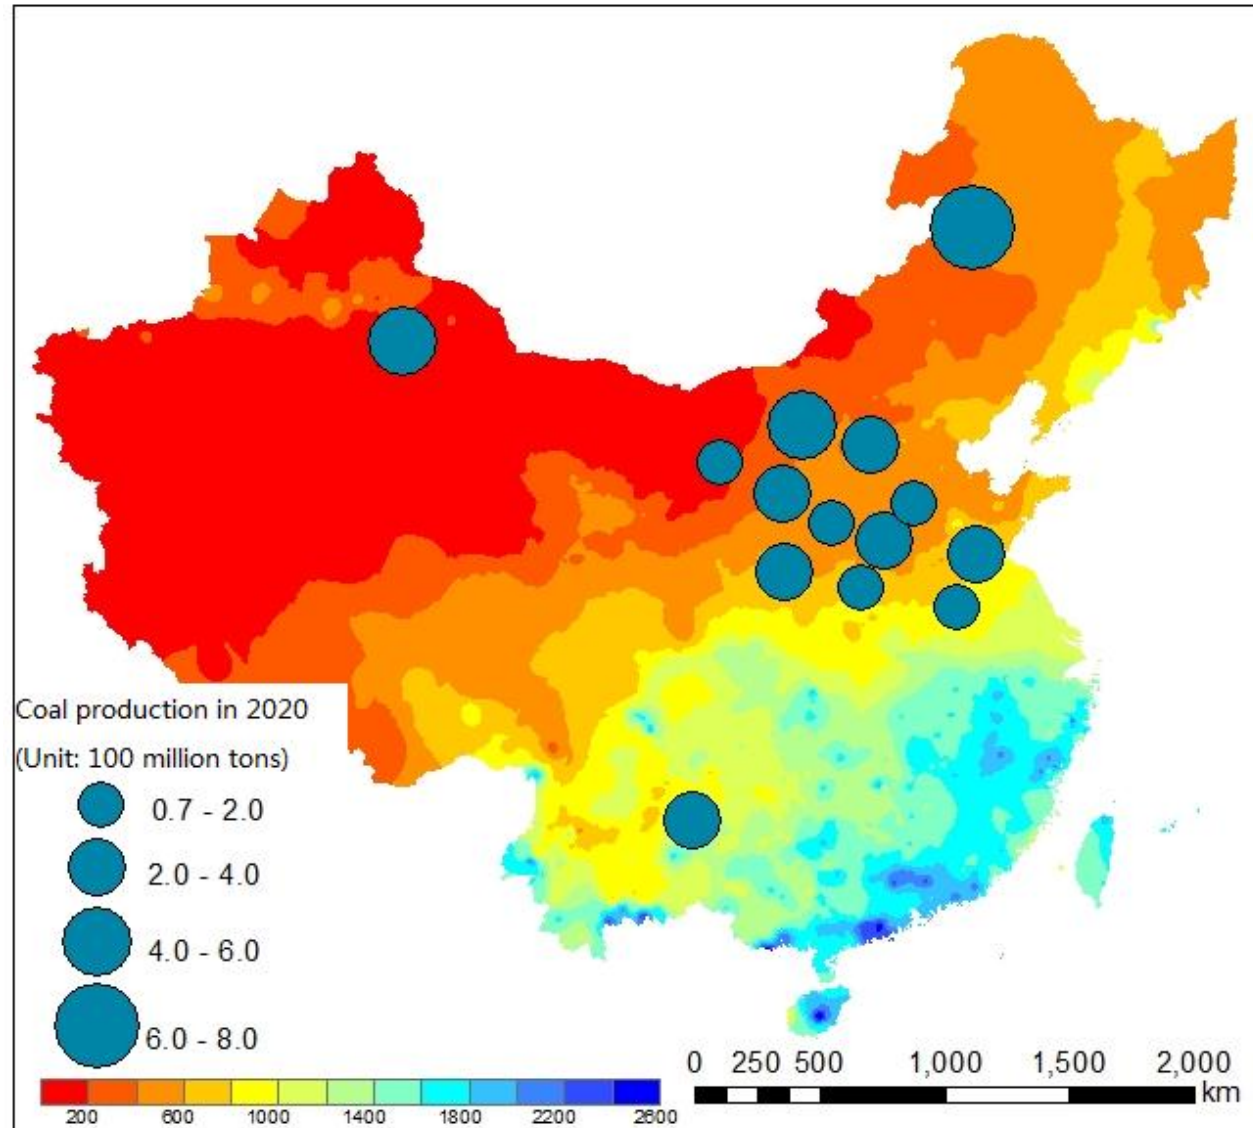 Coal production in 2020
(Unit: 100 million tons)
0.7 - 2.0
2.0 - 4.0
4.0 - 6.0
6.0 - 8.0
200 600 1000 1400 1800 2200 2600
0 250 500 1,000 1,500 2,000
km